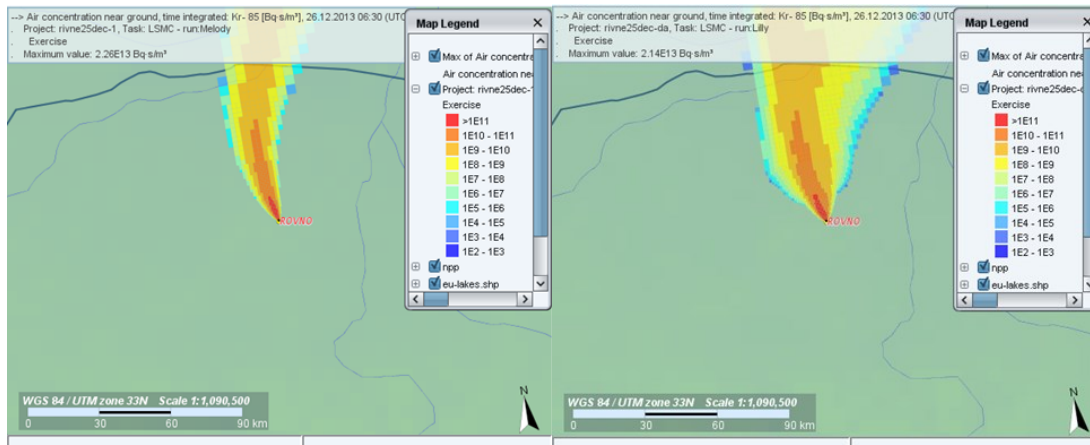 --> Air concentration near ground, time integrated: Kr- 85 [Bq·s/m³], 26.12.2013 06:30 (UTC
. Project: rivne25dec-1, Task: LSMC - run:Melody
. Exercise
. Maximum value: 2.26E13 Bq·s/m³
Map Legend
Max of Air concentra
Air concentration nea
Project: rivne25dec-1
Exercise
>1E11
1E10 - 1E11
1E9 - 1E10
1E8 - 1E9
1E7 - 1E8
1E6 - 1E7
1E5 - 1E6
1E4 - 1E5
1E3 - 1E4
1E2 - 1E3
npp
eu-lakes.shp
ROVNO
WGS 84 / UTM zone 33N Scale 1:1,090,500
0 30 60 90 km
N
--> Air concentration near ground, time integrated: Kr- 85 [Bq·s/m³], 26.12.2013 06:30 (UTC
. Project: rivne25dec-da, Task: LSMC - run:Lilly
. Exercise
. Maximum value: 2.14E13 Bq·s/m³
Map Legend
Max of Air concentra
Air concentration nea
Project: rivne25dec-d
Exercise
>1E11
1E10 - 1E11
1E9 - 1E10
1E8 - 1E9
1E7 - 1E8
1E6 - 1E7
1E5 - 1E6
1E4 - 1E5
1E3 - 1E4
1E2 - 1E3
npp
eu-lakes.shp
ROVNO
WGS 84 / UTM zone 33N Scale 1:1,090,500
0 30 60 90 km
N